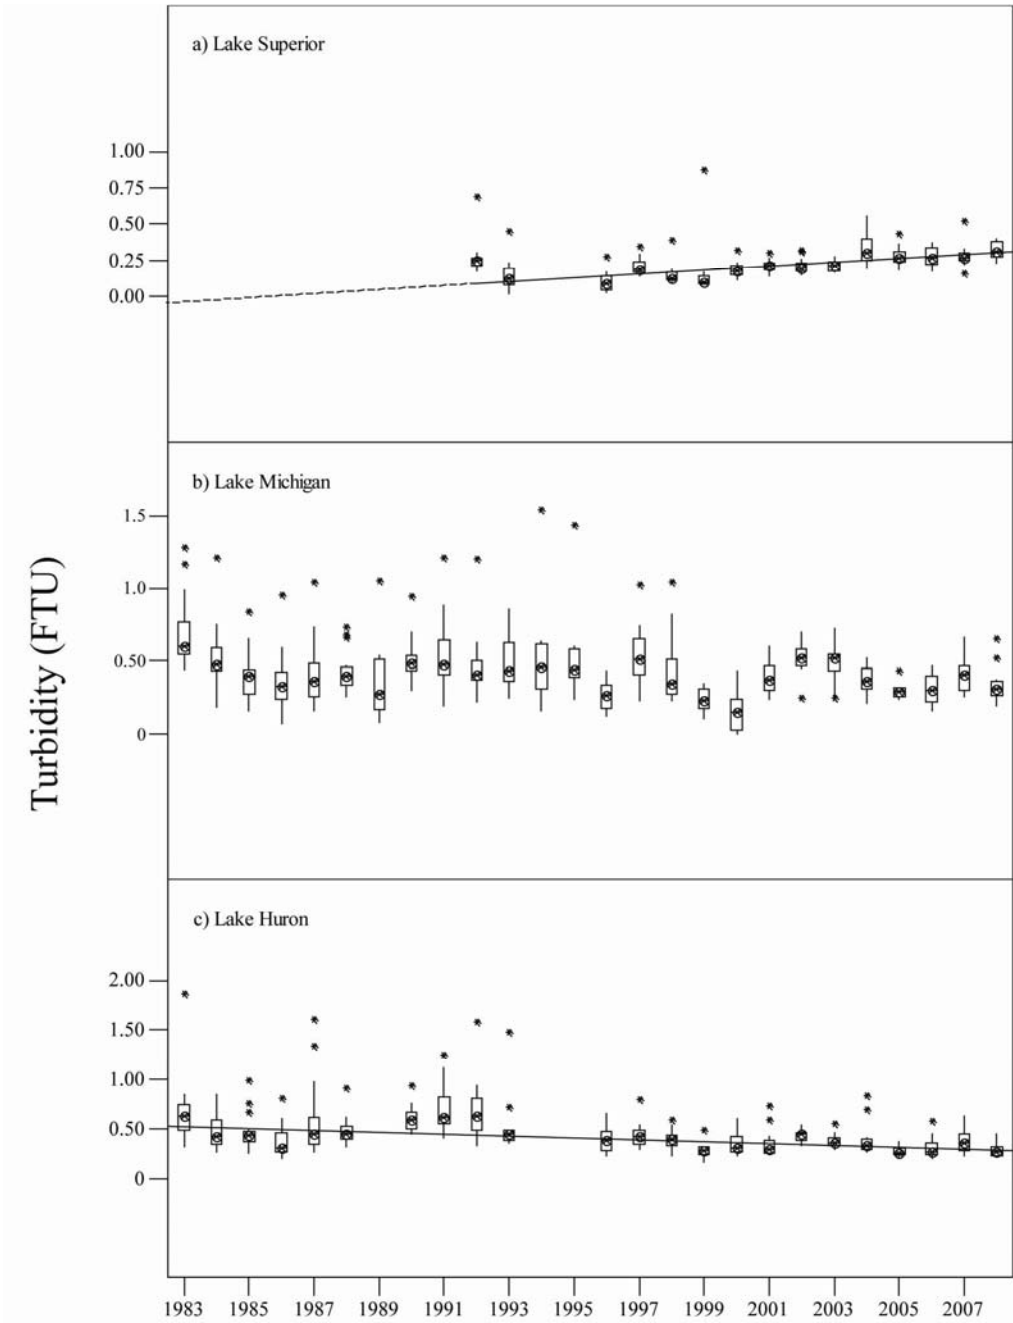 a) Lake Superior
1.00
0.75
0.50
0.25
0.00
b) Lake Michigan
1.5
1.0
0.50
0
Turbidity (FTU)
c) Lake Huron
2.00
1.50
1.00
0.50
0
1983 1985 1987 1989 1991 1993 1995 1997 1999 2001 2003 2005 2007